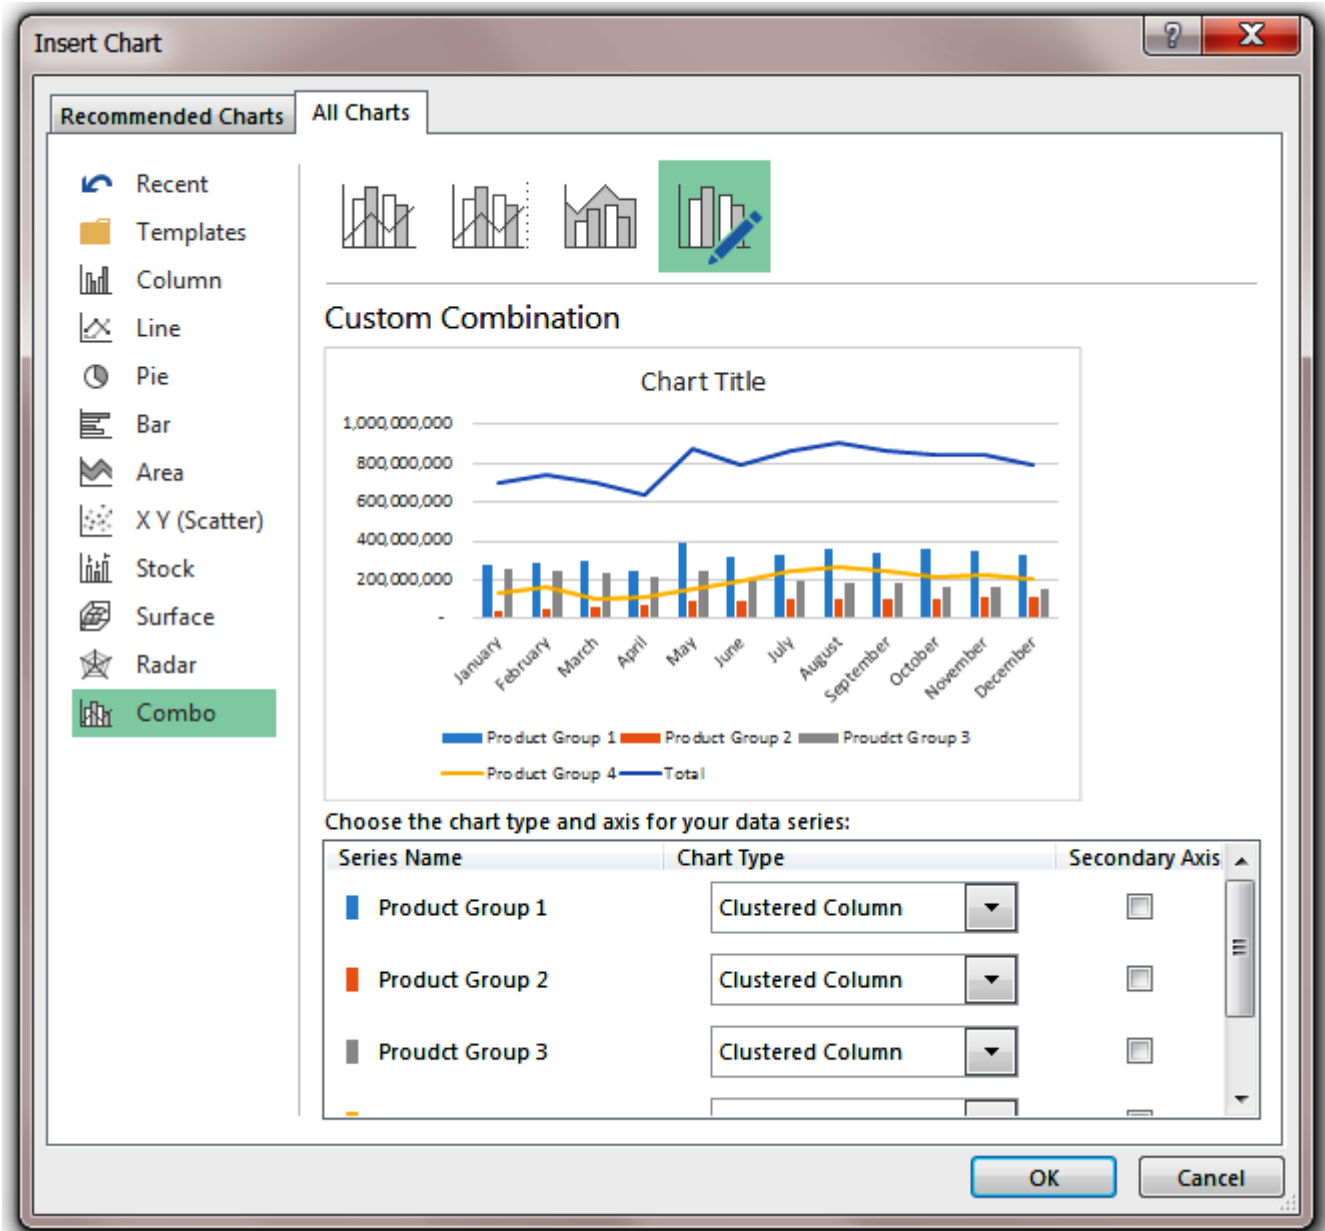 Insert Chart
Recommended Charts
All Charts
Recent
Templates
Column
Line
Pie
Bar
Area
X Y (Scatter)
Stock
Surface
Radar
Combo
Custom Combination
Chart Title
1,000,000,000
800,000,000
600,000,000
400,000,000
200,000,000
-
January
February
March
April
May
June
July
August
September
October
November
December
Product Group 1 Product Group 2 Proudct Group 3
Product Group 4 Total
Choose the chart type and axis for your data series:
Series Name Chart Type Secondary Axis
Product Group 1 Clustered Column
Product Group 2 Clustered Column
Proudct Group 3 Clustered Column
OK Cancel